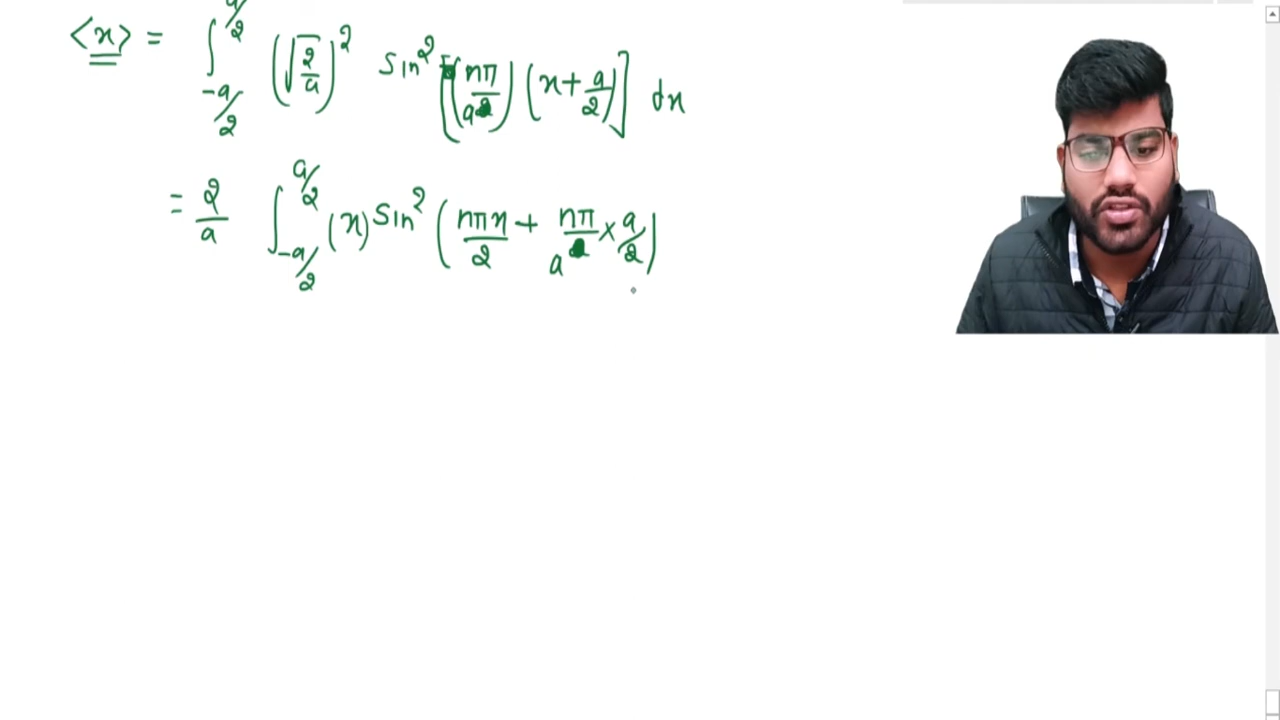 <x> = ∫_{-a/2}^{a/2} (√(2/a))² sin² [(nπ/a) (x + a/2)] dx
= 2/a ∫_{-a/2}^{a/2} (x) sin² (nπx/2 + nπ/a × a/2)